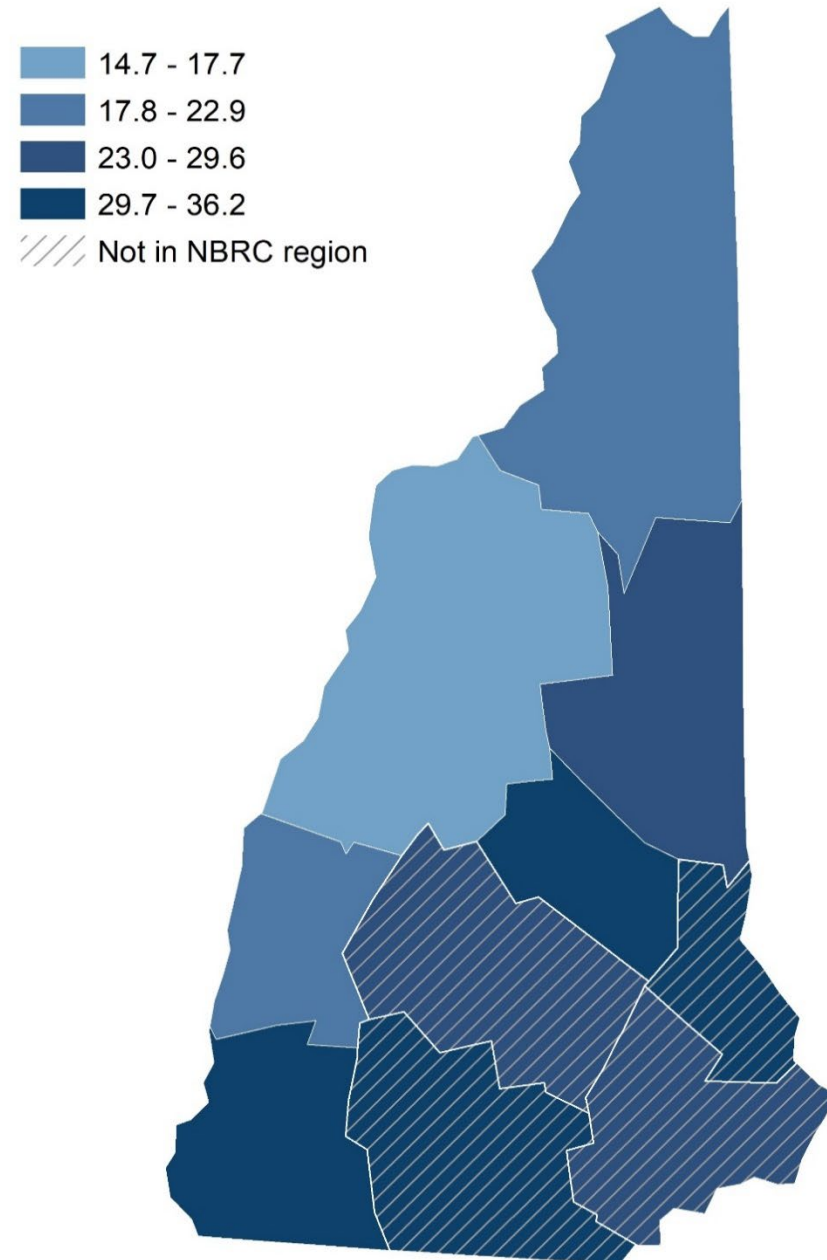 14.7 - 17.7
17.8 - 22.9
23.0 - 29.6
29.7 - 36.2
Not in NBRC region